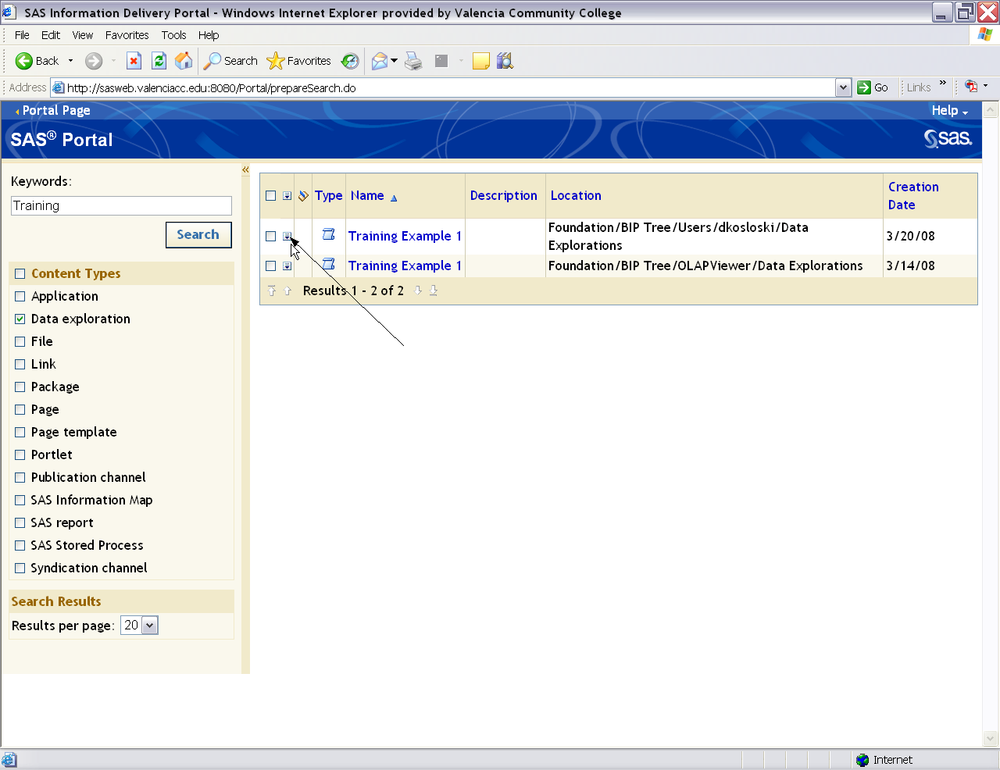 SAS Information Delivery Portal - Windows Internet Explorer provided by Valencia Community College
File Edit View Favorites Tools Help
Back Search Favorites
Address http://sasweb.valenciacc.edu:8080/Portal/prepareSearch.do Go Links »
Portal Page Help
SAS® Portal sas.
Keywords:
Training
Search
Content Types
Application
Data exploration
File
Link
Package
Page
Page template
Portlet
Publication channel
SAS Information Map
SAS report
SAS Stored Process
Syndication channel
Search Results
Results per page: 20
Type Name Description Location Creation
Date
Training Example 1 Foundation/BIP Tree/Users/dkosloski/Data
Explorations 3/20/08
Training Example 1 Foundation/BIP Tree/OLAPViewer/Data Explorations 3/14/08
Results 1 - 2 of 2
Internet